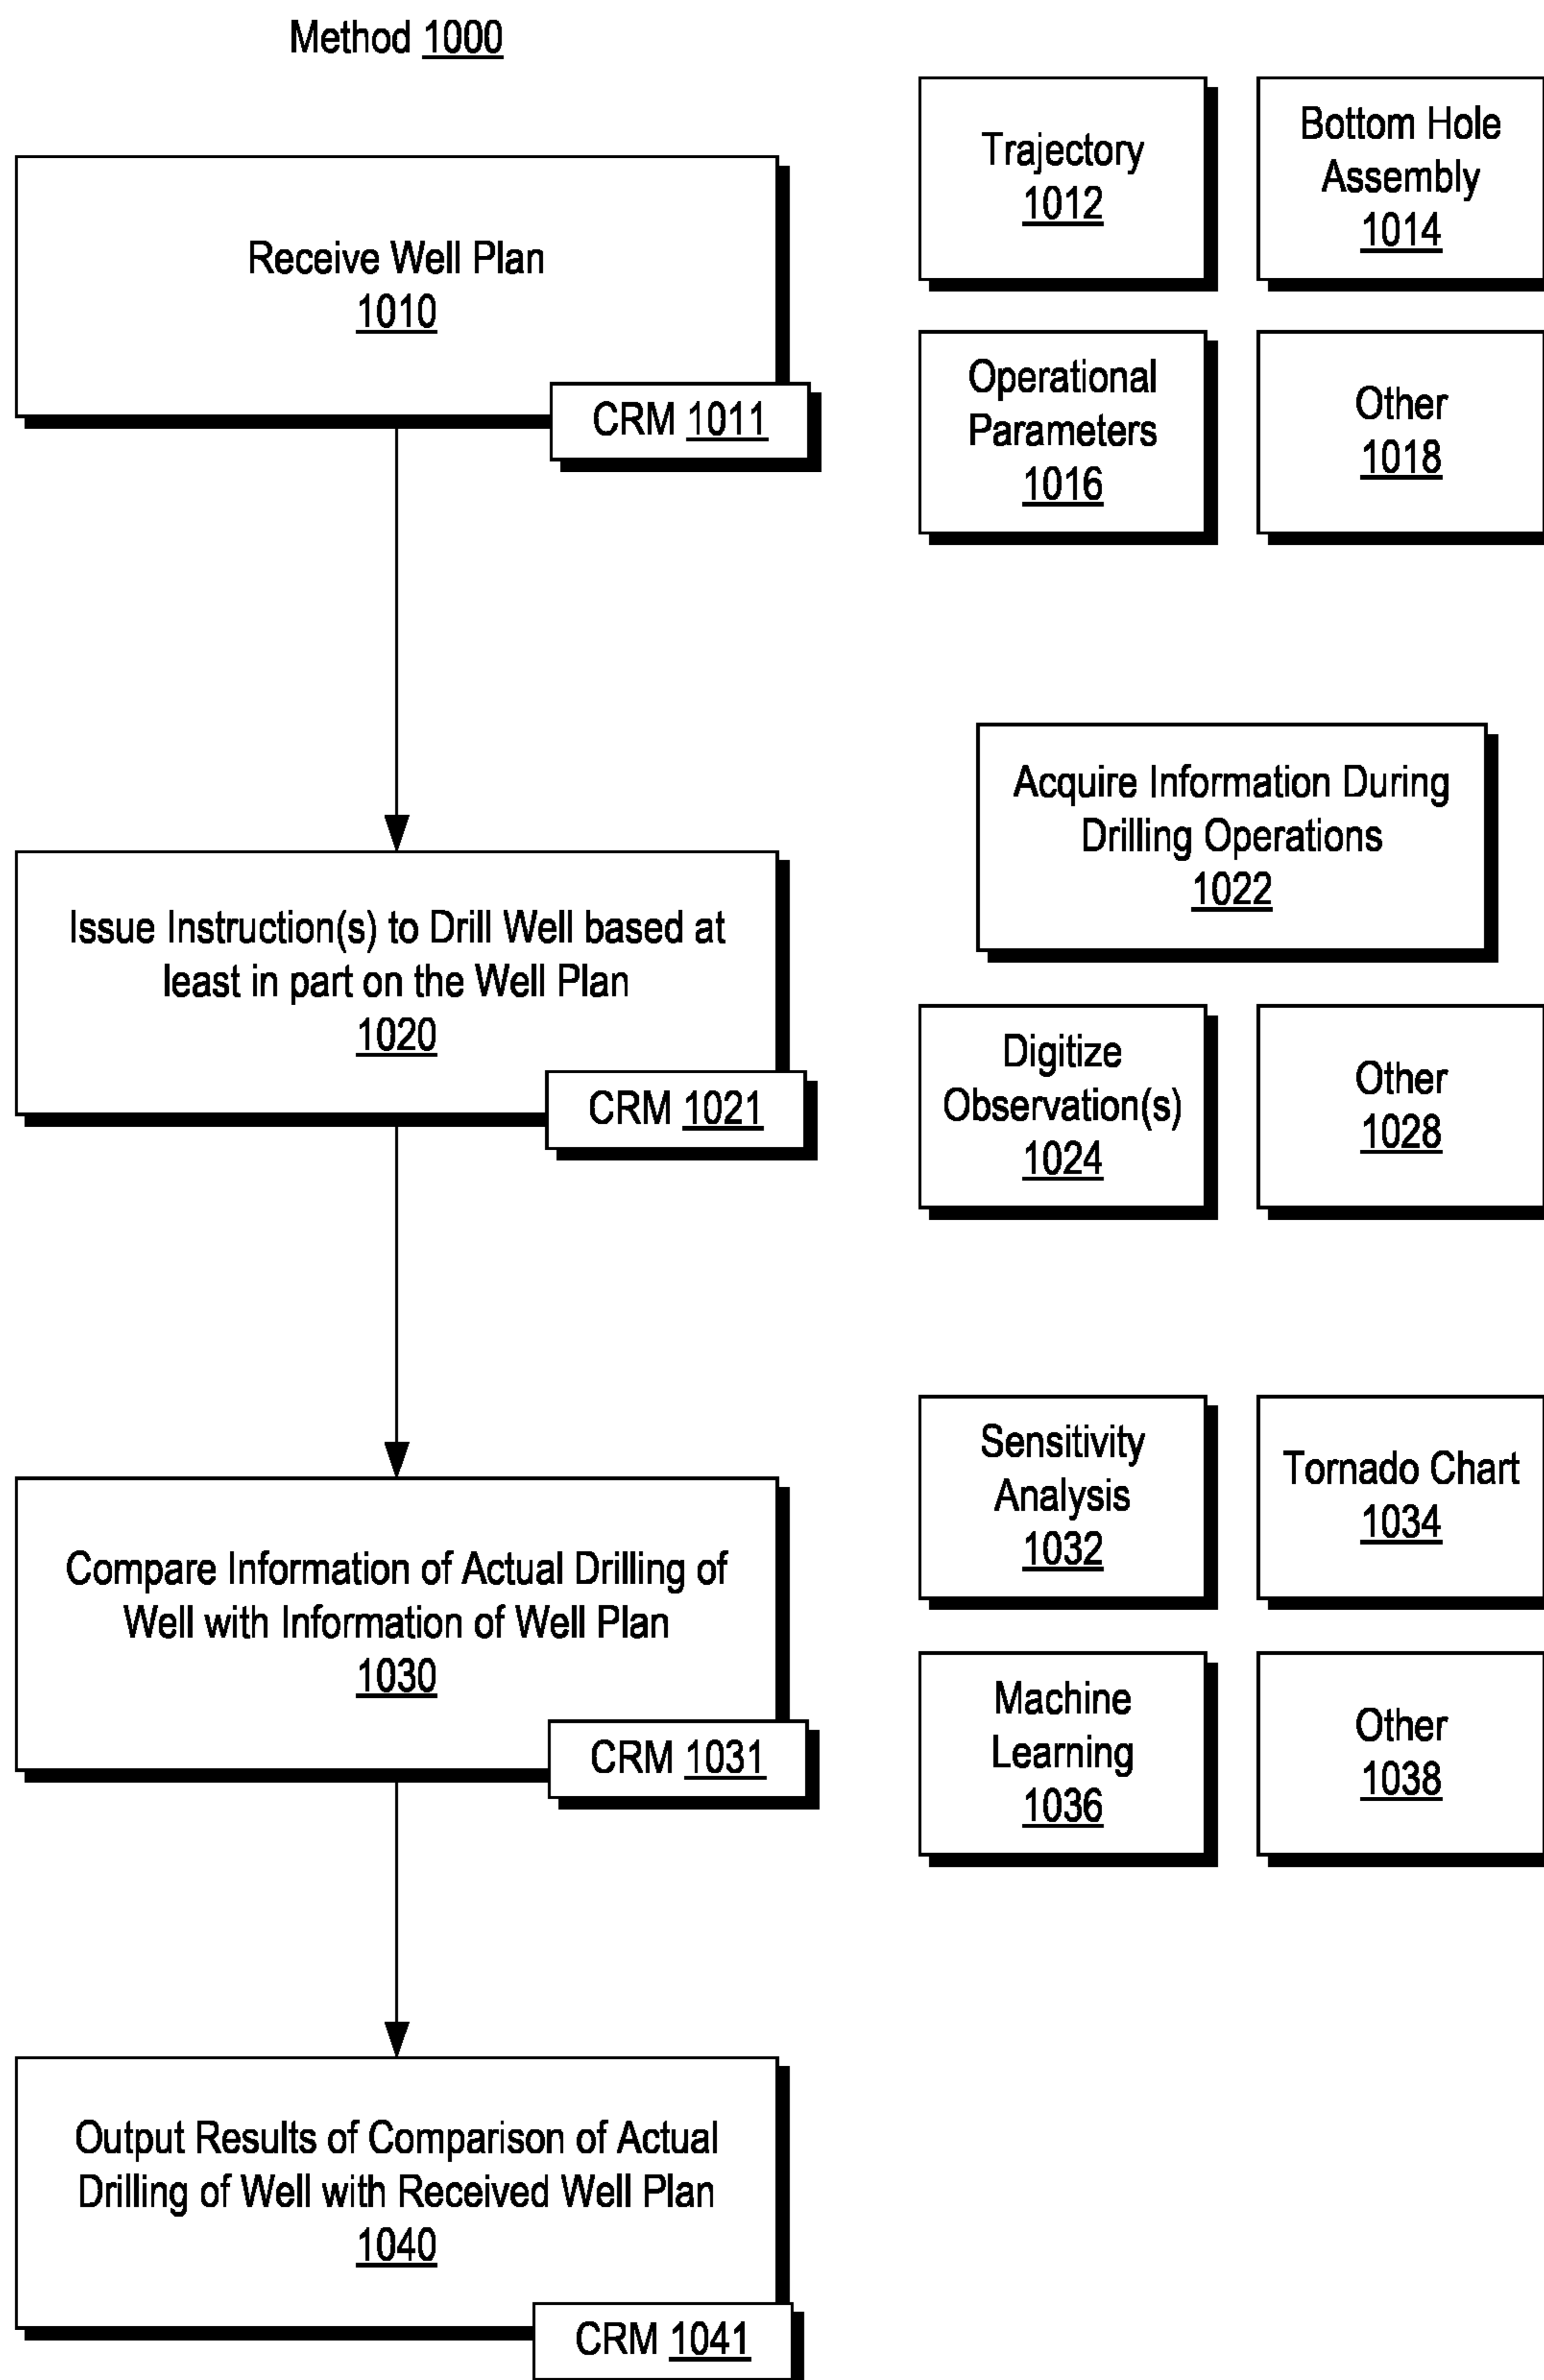 Method 1000
Receive Well Plan
1010
CRM 1011
Trajectory
1012
Bottom Hole
Assembly
1014
Operational
Parameters
1016
Other
1018
Issue Instruction(s) to Drill Well based at
least in part on the Well Plan
1020
CRM 1021
Acquire Information During
Drilling Operations
1022
Digitize
Observation(s)
1024
Other
1028
Compare Information of Actual Drilling of
Well with Information of Well Plan
1030
CRM 1031
Sensitivity
Analysis
1032
Tornado Chart
1034
Machine
Learning
1036
Other
1038
Output Results of Comparison of Actual
Drilling of Well with Received Well Plan
1040
CRM 1041